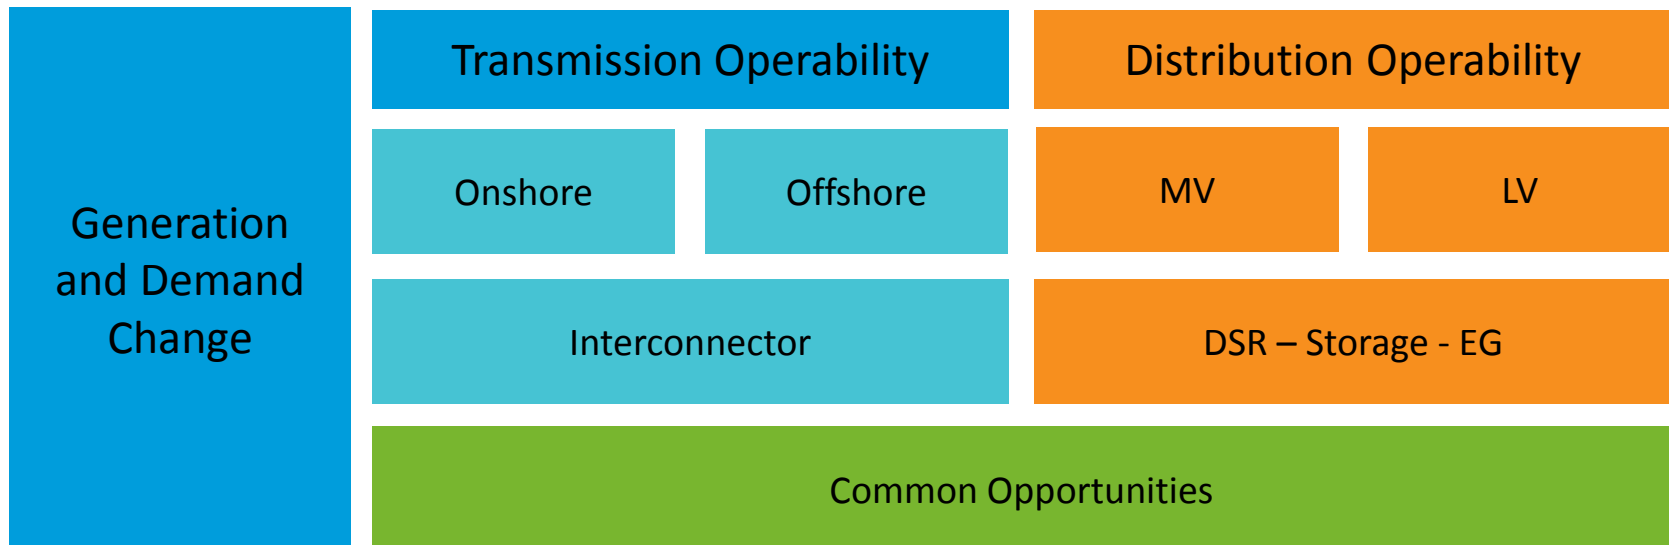 Generation
and Demand
Change
Transmission Operability
Distribution Operability
Onshore
Offshore
MV
LV
Interconnector
DSR – Storage - EG
Common Opportunities